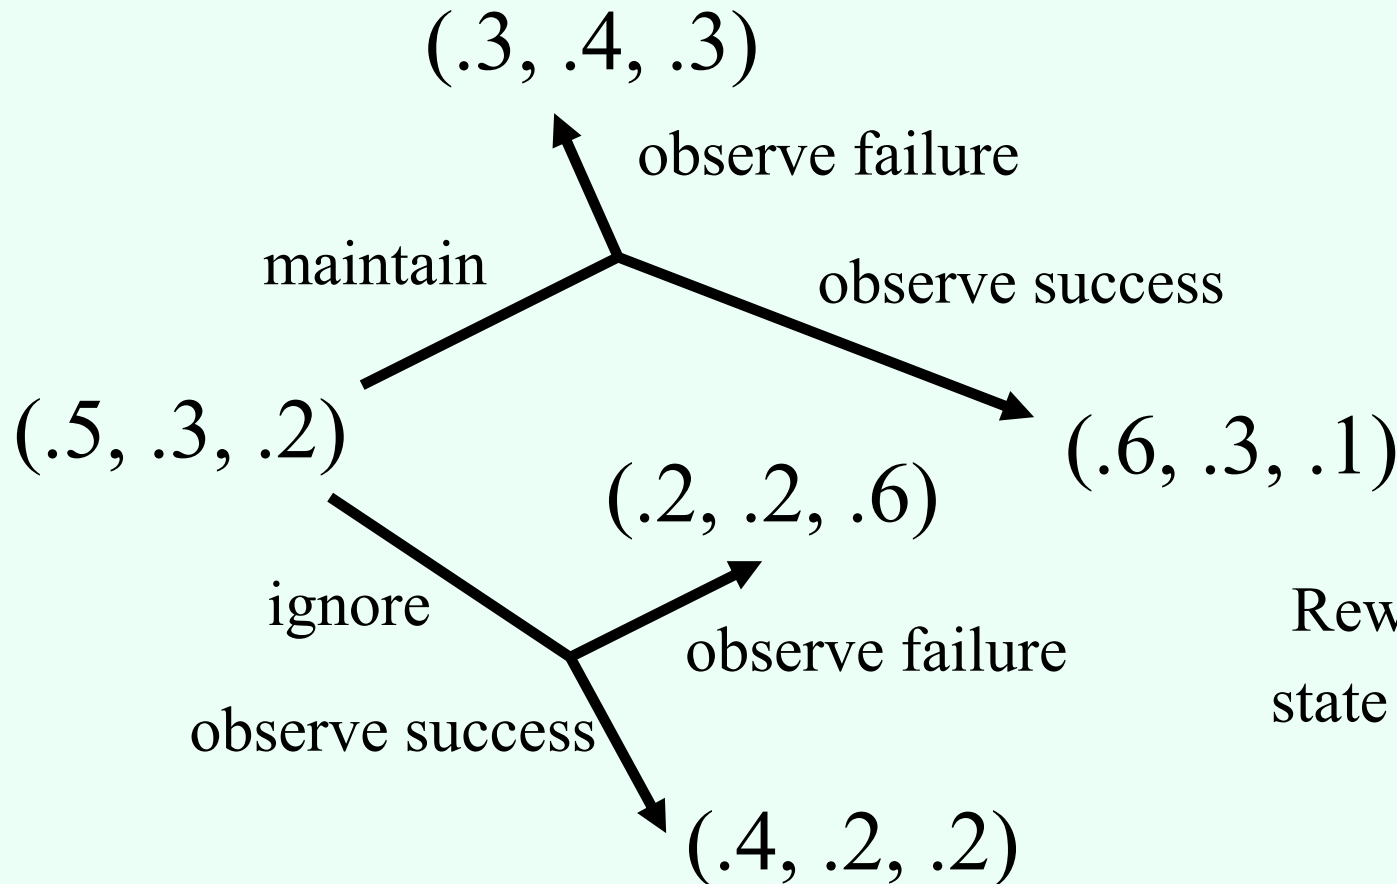 (.3, .4, .3)
observe failure
maintain
observe success
(.5, .3, .2)
(.6, .3, .1)
(.2, .2, .6)
ignore
observe failure
state
observe success
(.4, .2, .2)